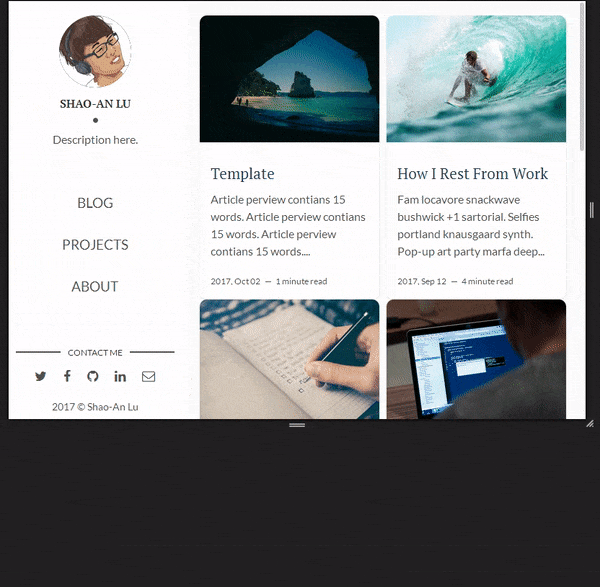 SHAO-AN LU
Description here.
BLOG
PROJECTS
ABOUT
CONTACT ME
2017 © Shao-An Lu
Template
Article perview contians 15
words. Article perview contians
15 words. Article perview
contians 15 words....
2017. Oct 02 — 1 minute read
How I Rest From Work
Fam locavore snackwave
bushwick +1 sartorial. Selfies
portland knausgaard synth.
Pop-up art party marfa deep...
2017. Sep 12 — 4 minute read